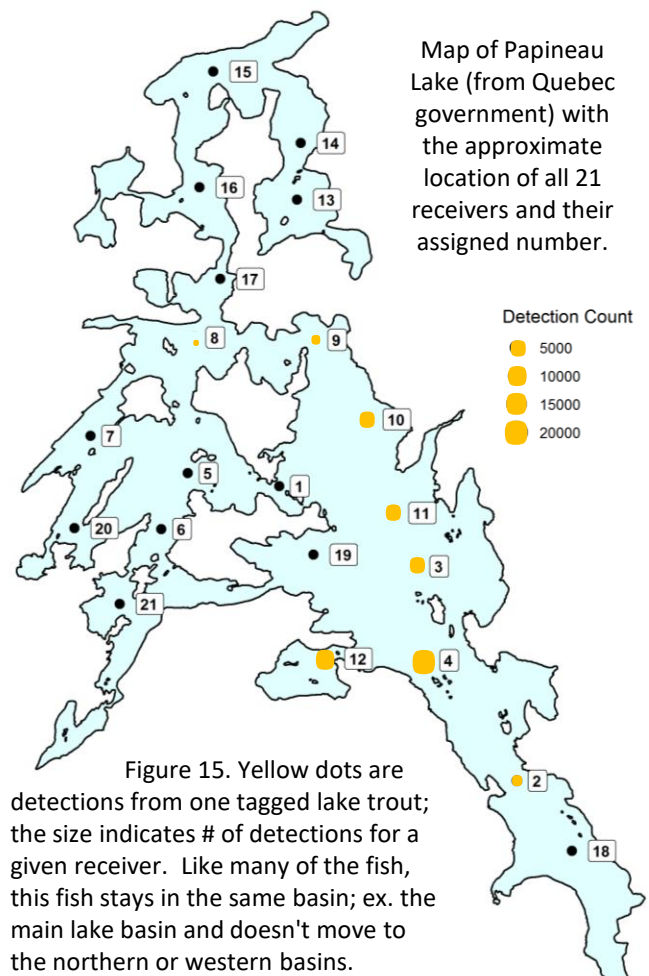 Map of Papineau
Lake (from Quebec
government) with
the approximate
location of all 21
receivers and their
assigned number.
15
14
16
13
17
Detection Count
5000
10000
15000
20000
8
9
10
7
5
1
11
20
6
19
3
21
12
4
2
18
Figure 15. Yellow dots are
detections from one tagged lake trout;
the size indicates # of detections for a
given receiver. Like many of the fish,
this fish stays in the same basin; ex. the
main lake basin and doesn't move to
the northern or western basins.